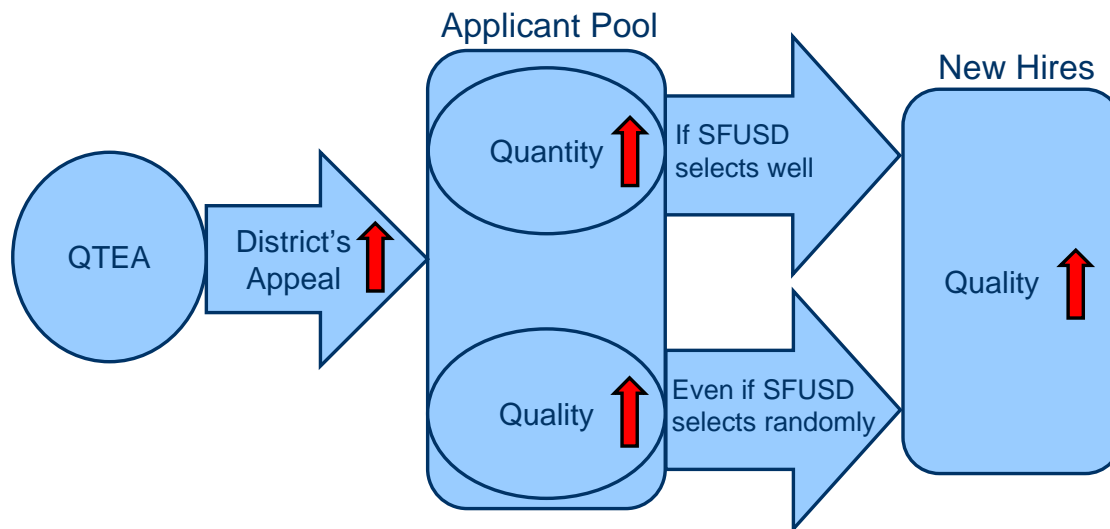 Applicant Pool
New Hires
Quantity
If SFUSD
selects well
QTEA
District's
Appeal
Quality
Quality
Even if SFUSD
selects randomly